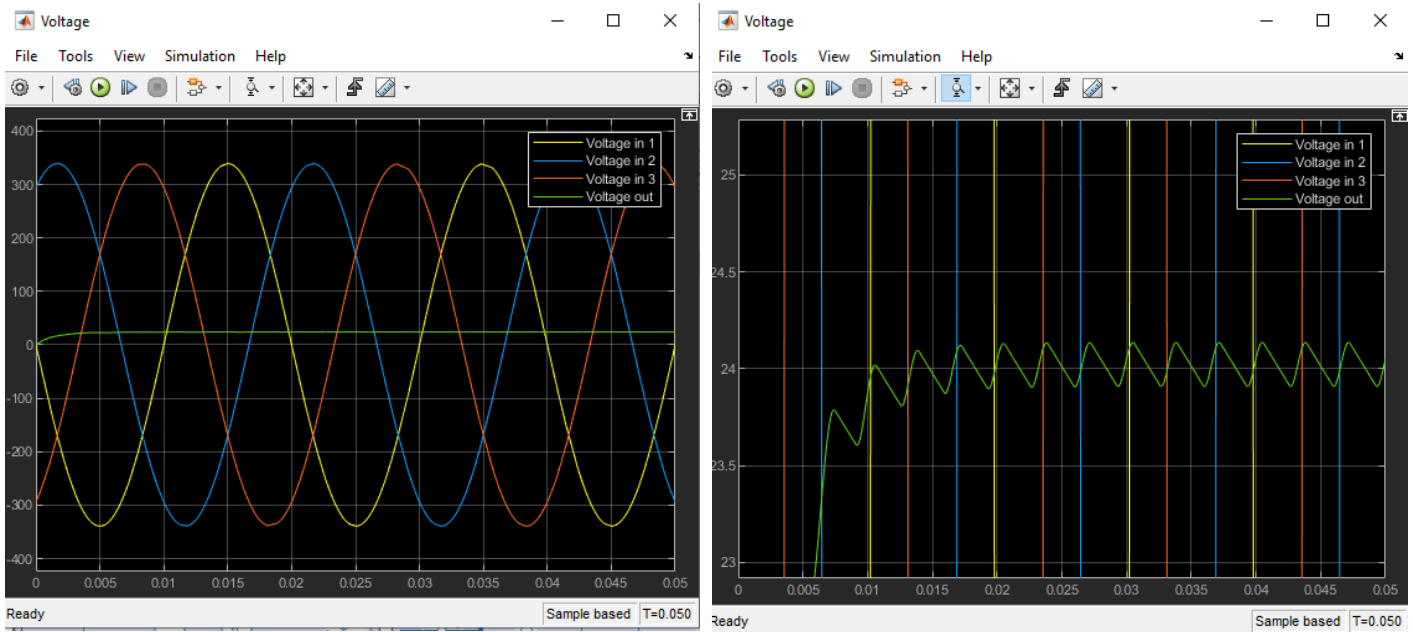 Voltage
File Tools View Simulation Help
Voltage in 1
Voltage in 2
Voltage in 3
Voltage out
400
300
200
100
0
-100
-200
-300
-400
0 0.005 0.01 0.015 0.02 0.025 0.03 0.035 0.04 0.045 0.05
Ready Sample based T=0.050
Voltage
File Tools View Simulation Help
Voltage in 1
Voltage in 2
Voltage in 3
Voltage out
25
24.5
24
23.5
23
0 0.005 0.01 0.015 0.02 0.025 0.03 0.035 0.04 0.045 0.05
Ready Sample based T=0.050